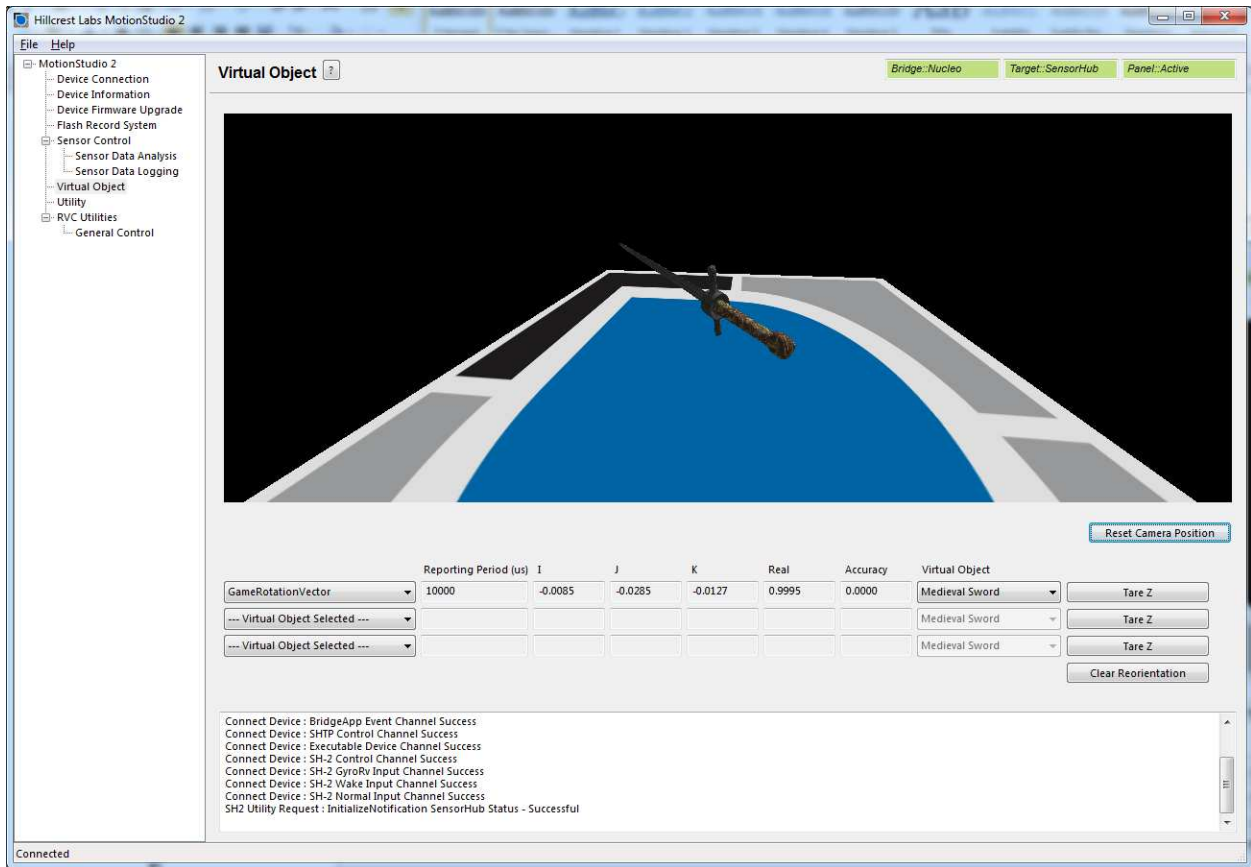 Hillcrest Labs MotionStudio 2
File Help
MotionStudio 2
Device Connection
Device Information
Device Firmware Upgrade
Flash Record System
Sensor Control
Sensor Data Analysis
Sensor Data Logging
Virtual Object
Utility
RVC Utilities
General Control
Virtual Object ?
Bridge::Nucleo Target::SensorHub Panel::Active
Reset Camera Position
Reporting Period (us) I J K Real Accuracy Virtual Object
GameRotationVector 10000 -0.0085 -0.0285 -0.0127 0.9995 0.0000 Medieval Sword Tare Z
--- Virtual Object Selected --- Medieval Sword Tare Z
--- Virtual Object Selected --- Medieval Sword Tare Z
Clear Reorientation
Connect Device : BridgeApp Event Channel Success
Connect Device : SHTP Control Channel Success
Connect Device : Executable Device Channel Success
Connect Device : SH-2 Control Channel Success
Connect Device : SH-2 GyroRv Input Channel Success
Connect Device : SH-2 Wake Input Channel Success
Connect Device : SH-2 Normal Input Channel Success
SH2 Utility Request : InitializeNotification SensorHub Status - Successful
Connected